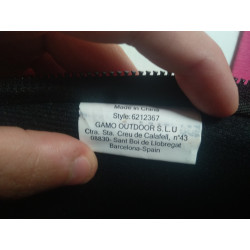 Made in China
Style:6212367
GAMO OUTDOOR S.L.U
Ctra. Sta. Creu de Calafell, n°43
08830- Sant Boi de Llobregat
Barcelona-Spain